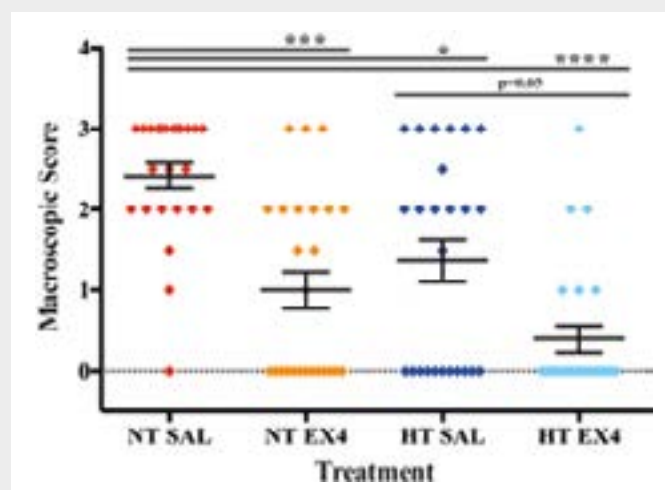 4
***
*
****
p=0.05
3
2
1
0
Macroscopic Score
NT SAL NT EX4 HT SAL HT EX4
Treatment